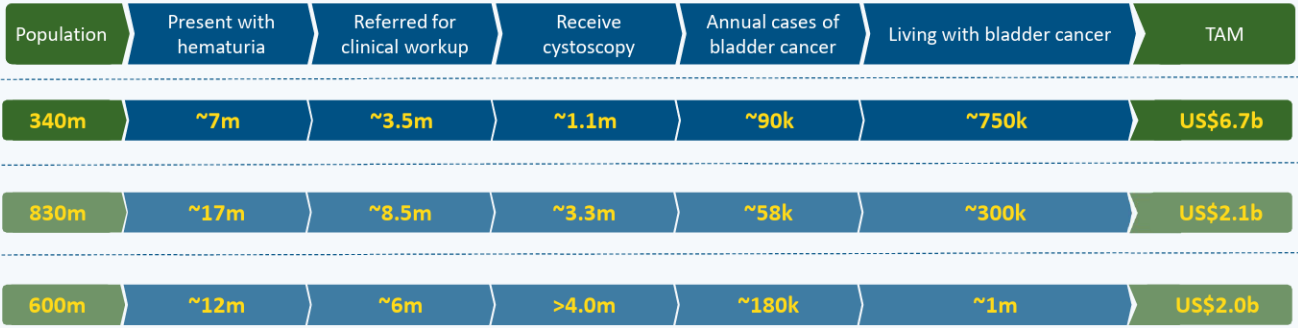 Population
Present with
hematuria
Referred for
clinical workup
Receive
cystoscopy
Annual cases of
bladder cancer
Living with bladder cancer
TAM
340m
~7m
~3.5m
~1.1m
~90k
~750k
US$6.7b
830m
~17m
~8.5m
~3.3m
~58k
~300k
US$2.1b
600m
~12m
~6m
>4.0m
~180k
~1m
US$2.0b